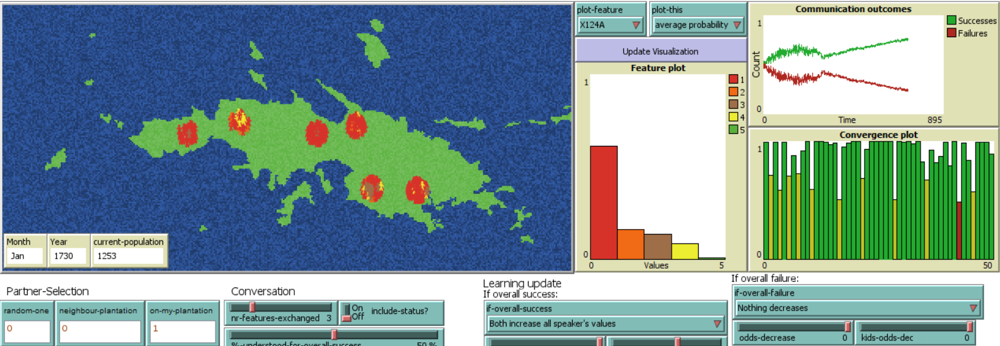 plot-feature
X124A
plot-this
average probability
Update Visualization
Feature plot
1
0
Values
5
1
2
3
4
5
Communication outcomes
1
Count
0
0
Time
895
Successes
Failures
Convergence plot
1
0
0
50
Month
Jan
Year
1730
current-population
1253
Partner-Selection
random-one
0
neighbour-plantation
0
on-my-plantation
1
Conversation
nr-features-exchanged 3
On
Off
include-status?
%-understood-for-overall-success 50 %
Learning update
If overall success:
if-overall-success
Both increase all speaker's values
If overall failure:
if-overall-failure
Nothing decreases
odds-decrease 0
kids-odds-dec 0